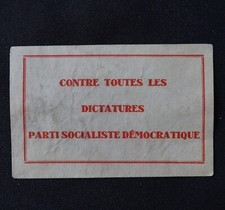 CONTRE TOUTES LES
DICTATURES
PARTI SOCIALISTE DÉMOCRATIQUE